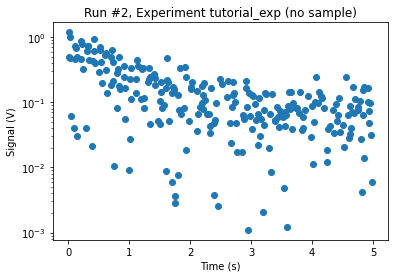 Run #2, Experiment tutorial_exp (no sample)
Signal (V)
10⁰
10⁻¹
10⁻²
10⁻³
0 1 2 3 4 5
Time (s)